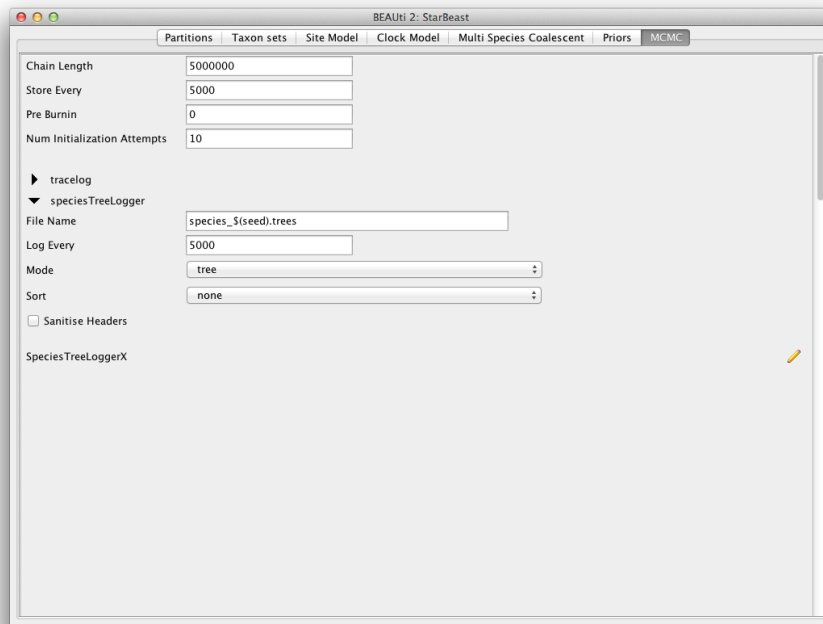 BEAUti 2: StarBeast
Partitions Taxon sets Site Model Clock Model Multi Species Coalescent Priors MCMC
Chain Length 5000000
Store Every 5000
Pre Burnin 0
Num Initialization Attempts 10
tracelog
speciesTreeLogger
File Name species_$(seed).trees
Log Every 5000
Mode tree
Sort none
Sanitise Headers
SpeciesTreeLoggerX